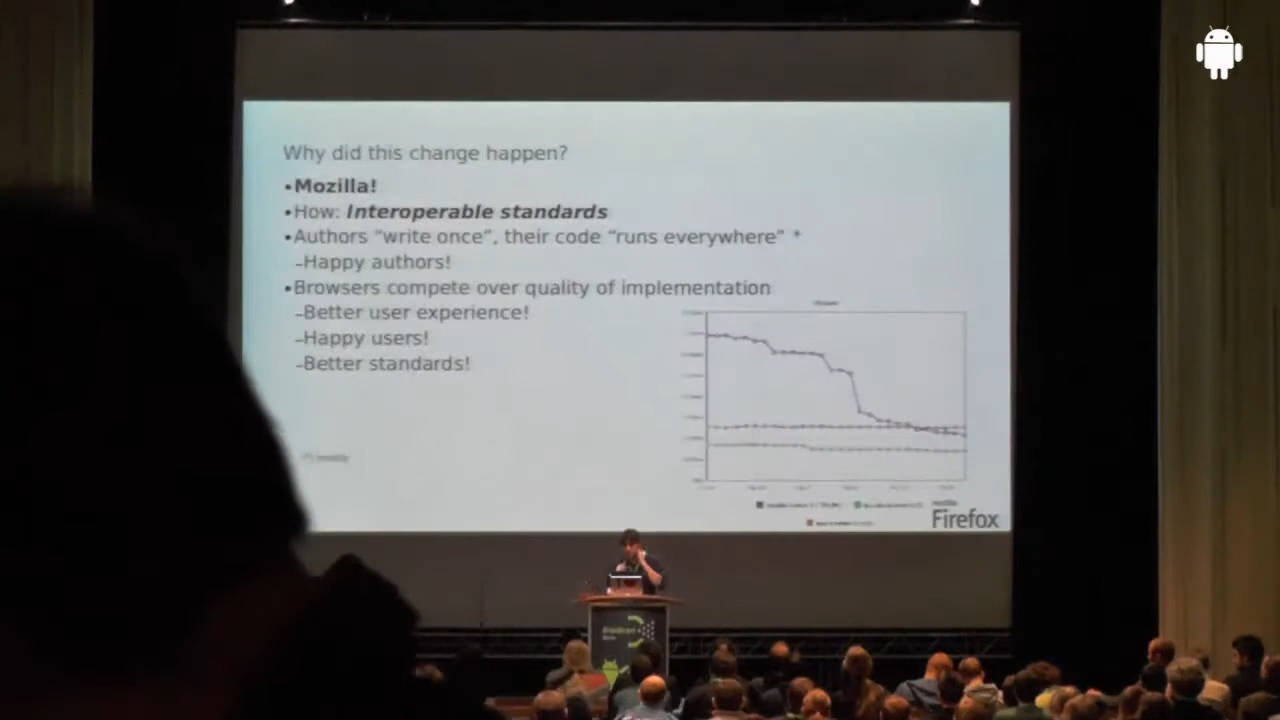 Why did this change happen?
•Mozilla!
•How: Interoperable standards
•Authors “write once”, their code “runs everywhere” *
–Happy authors!
•Browsers compete over quality of implementation
–Better user experience!
–Happy users!
–Better standards!
mozilla
Firefox